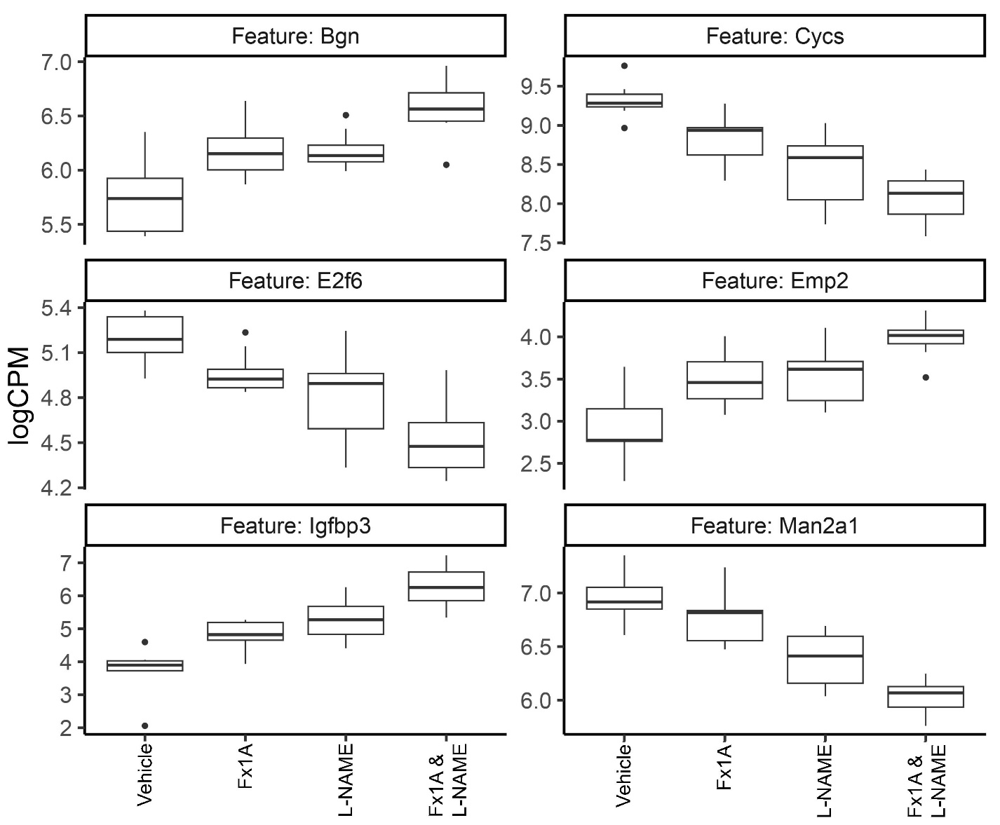 Feature: Bgn
Feature: Cycs
7.0
6.5
6.0
5.5
9.5
9.0
8.5
8.0
7.5
Feature: E2f6
Feature: Emp2
5.4
5.1
4.8
4.5
4.2
4.0
3.5
3.0
2.5
logCPM
Feature: Igfbp3
Feature: Man2a1
7
6
5
4
3
2
7.0
6.5
6.0
Vehicle
Fx1A
L-NAME
Fx1A &
L-NAME
Vehicle
Fx1A
L-NAME
Fx1A &
L-NAME